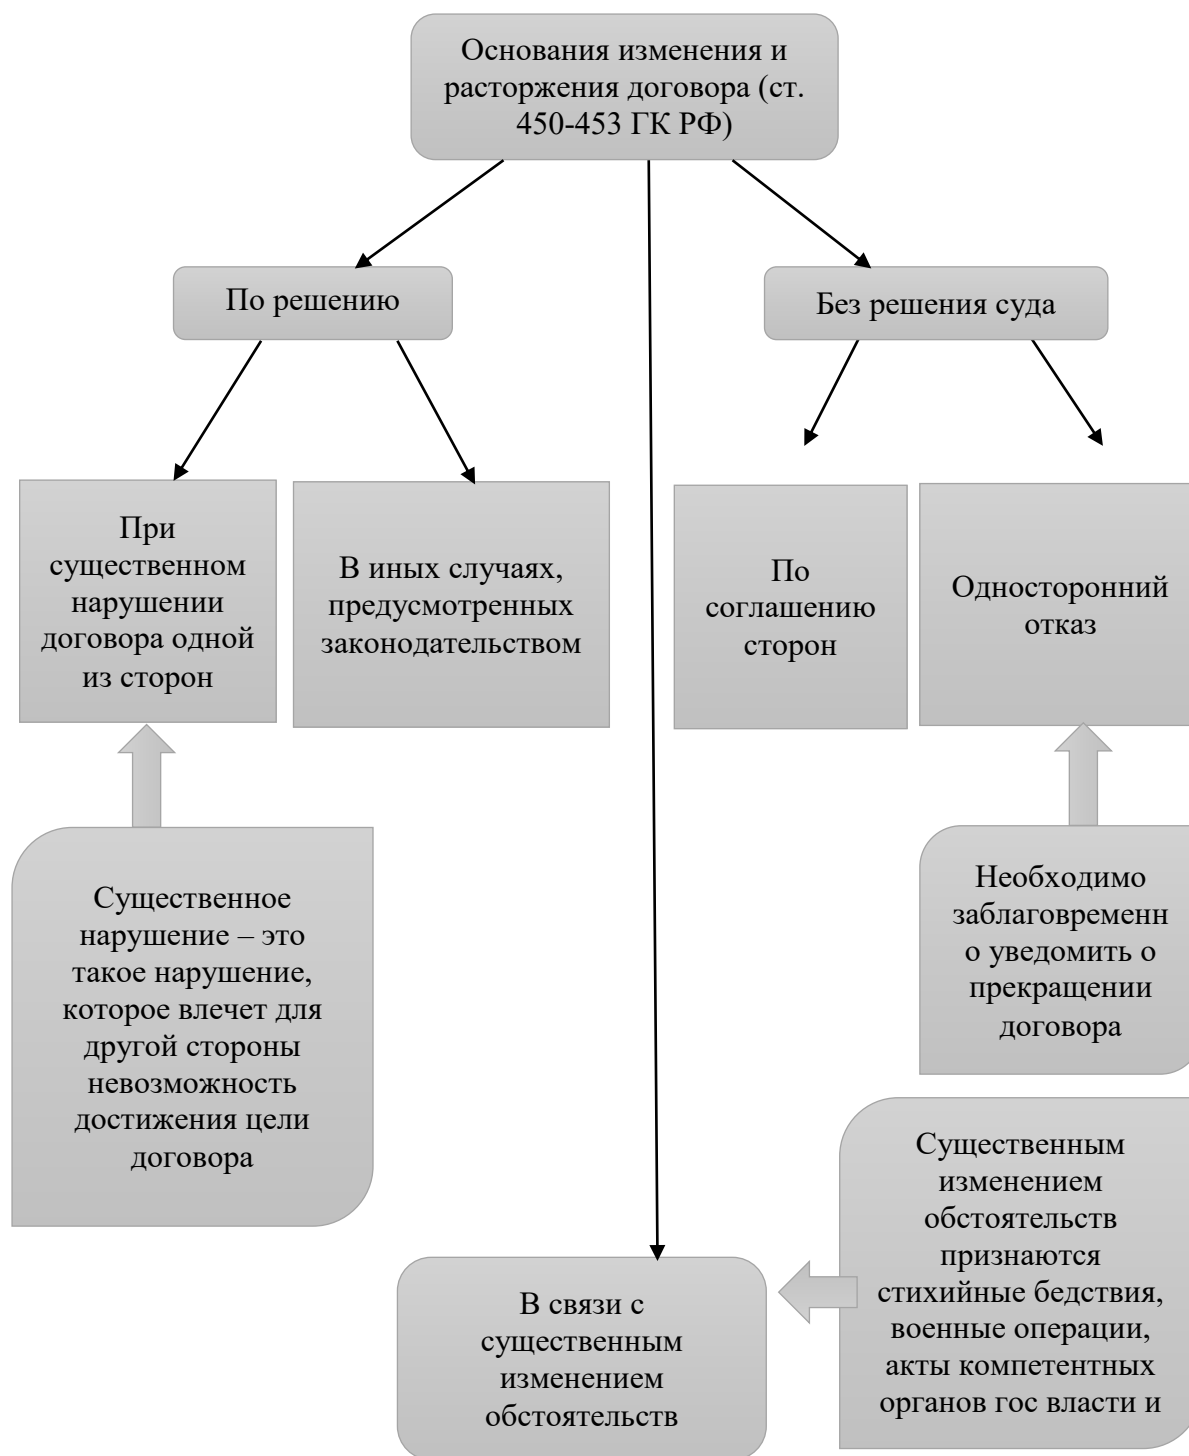 Основания изменения и
расторжения договора (ст.
450-453 ГК РФ)
По решению
Без решения суда
При
существенном
нарушении
договора одной
из сторон
В иных случаях,
предусмотренных
законодательством
По
соглашению
сторон
Односторонний
отказ
Существенное
нарушение – это
такое нарушение,
которое влечет для
другой стороны
невозможность
достижения цели
договора
Необходимо
заблаговременн
о уведомить о
прекращении
договора
В связи с
существенным
изменением
обстоятельств
Существенным
изменением
обстоятельств
признаются
стихийные бедствия,
военные операции,
акты компетентных
органов гос власти и